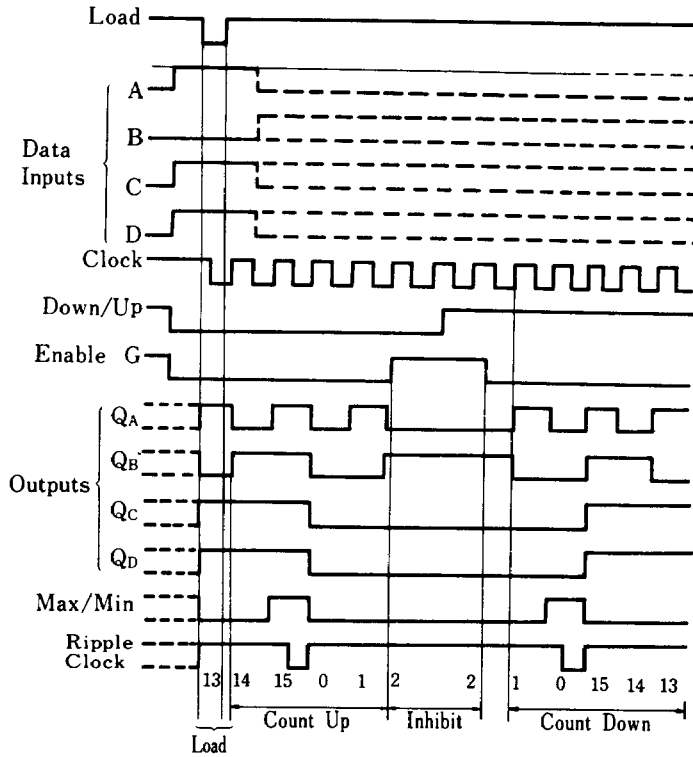 Load
A
B
C
D
Data
Inputs
Clock
Down/Up
Enable G
QA
QB
QC
QD
Outputs
Max/Min
Ripple
Clock
13 14 15 0 1 2 2 1 0 15 14 13
Count Up Inhibit Count Down
Load